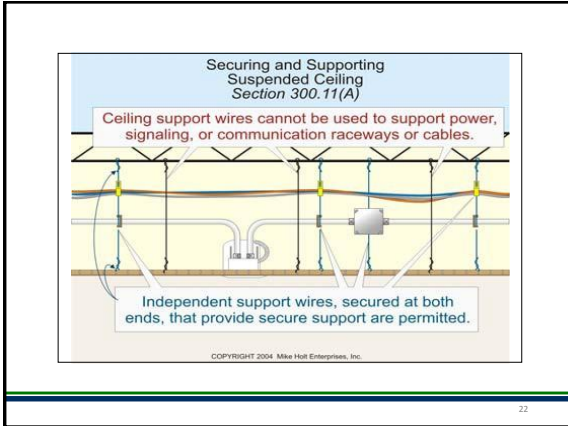 Securing and Supporting
Suspended Ceiling
Section 300.11(A)
Ceiling support wires cannot be used to support power,
signaling, or communication raceways or cables.
Independent support wires, secured at both
ends, that provide secure support are permitted.
COPYRIGHT 2004 Mike Holt Enterprises, Inc.
22